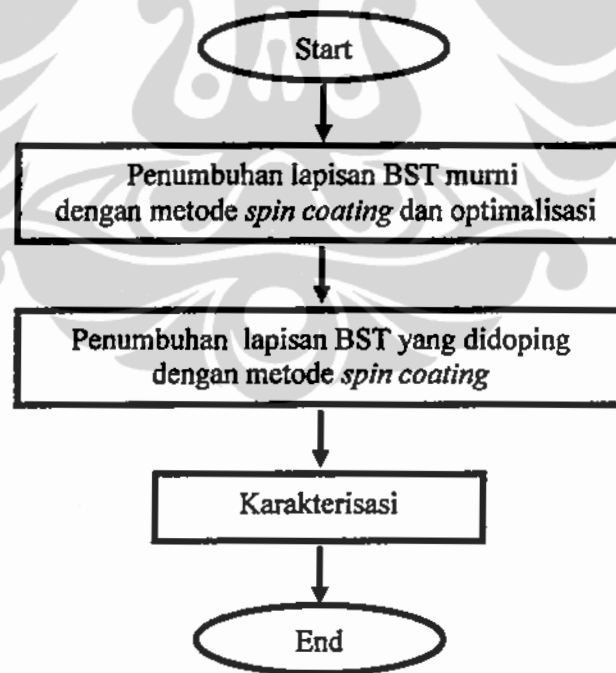 Start
Penumbuhan lapisan BST murni
dengan metode spin coating dan optimalisasi
Penumbuhan lapisan BST yang didoping
dengan metode spin coating
Karakterisasi
End